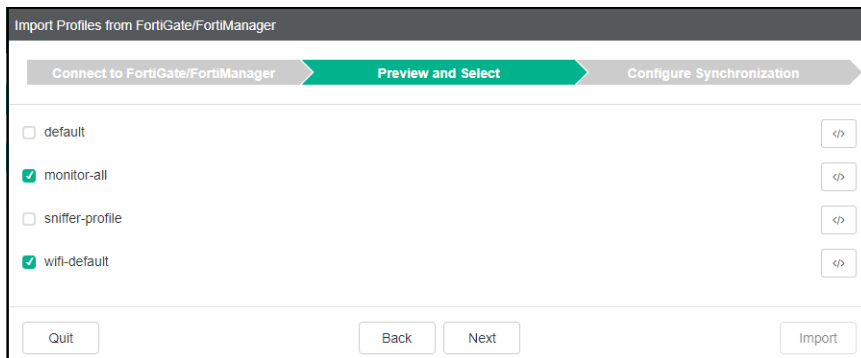 Import Profiles from FortiGate/FortiManager
Connect to FortiGate/FortiManager Preview and Select Configure Synchronization
default </>
monitor-all </>
sniffer-profile </>
wifi-default </>
Quit Back Next Import